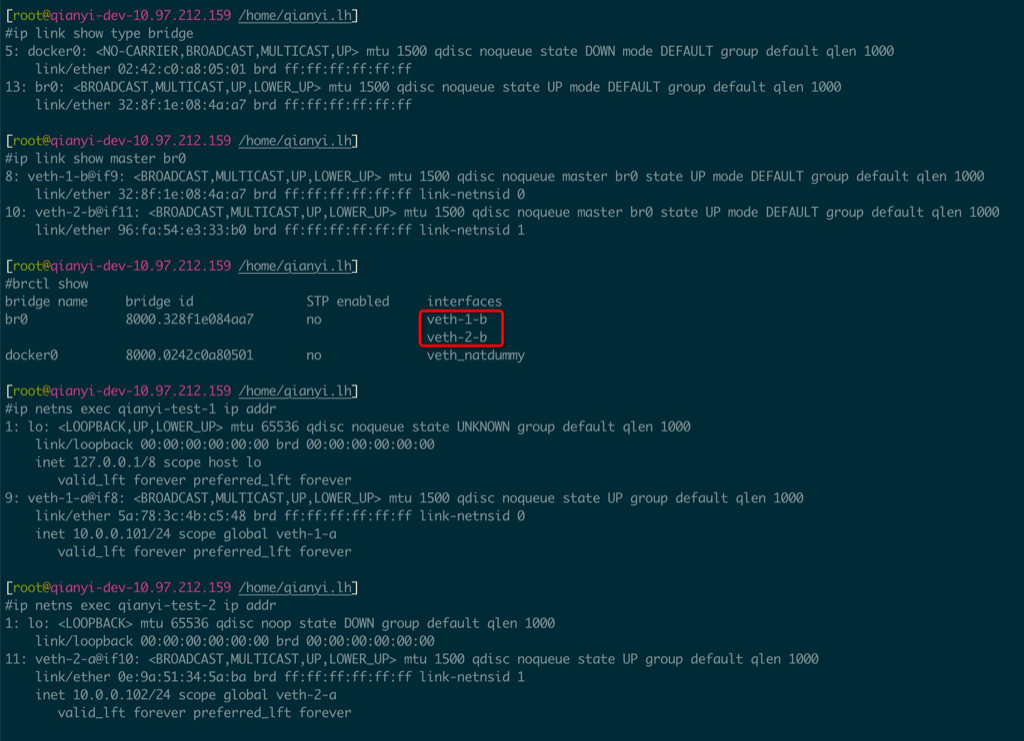 [root@qianyi-dev-10.97.212.159 /home/qianyi.lh]
#ip link show type bridge
5: docker0: <NO-CARRIER,BROADCAST,MULTICAST,UP> mtu 1500 qdisc noqueue state DOWN mode DEFAULT group default qlen 1000
    link/ether 02:42:c0:a8:05:01 brd ff:ff:ff:ff:ff:ff
13: br0: <BROADCAST,MULTICAST,UP,LOWER_UP> mtu 1500 qdisc noqueue state UP mode DEFAULT group default qlen 1000
    link/ether 32:8f:1e:08:4a:a7 brd ff:ff:ff:ff:ff:ff
[root@qianyi-dev-10.97.212.159 /home/qianyi.lh]
#ip link show master br0
8: veth-1-b@if9: <BROADCAST,MULTICAST,UP,LOWER_UP> mtu 1500 qdisc noqueue master br0 state UP mode DEFAULT group default qlen 1000
    link/ether 32:8f:1e:08:4a:a7 brd ff:ff:ff:ff:ff:ff link-netnsid 0
10: veth-2-b@if11: <BROADCAST,MULTICAST,UP,LOWER_UP> mtu 1500 qdisc noqueue master br0 state UP mode DEFAULT group default qlen 1000
    link/ether 96:fa:54:e3:33:b0 brd ff:ff:ff:ff:ff:ff link-netnsid 1
[root@qianyi-dev-10.97.212.159 /home/qianyi.lh]
#brctl show
bridge name     bridge id               STP enabled     interfaces
br0             8000.328f1e084aa7       no              veth-1-b
                                                        veth-2-b
docker0         8000.0242c0a80501       no              veth_natdummy
[root@qianyi-dev-10.97.212.159 /home/qianyi.lh]
#ip netns exec qianyi-test-1 ip addr
1: lo: <LOOPBACK,UP,LOWER_UP> mtu 65536 qdisc noqueue state UNKNOWN group default qlen 1000
    link/loopback 00:00:00:00:00:00 brd 00:00:00:00:00:00
    inet 127.0.0.1/8 scope host lo
       valid_lft forever preferred_lft forever
9: veth-1-a@if8: <BROADCAST,MULTICAST,UP,LOWER_UP> mtu 1500 qdisc noqueue state UP group default qlen 1000
    link/ether 5a:78:3c:4b:c5:48 brd ff:ff:ff:ff:ff:ff link-netnsid 0
    inet 10.0.0.101/24 scope global veth-1-a
       valid_lft forever preferred_lft forever
[root@qianyi-dev-10.97.212.159 /home/qianyi.lh]
#ip netns exec qianyi-test-2 ip addr
1: lo: <LOOPBACK> mtu 65536 qdisc noop state DOWN group default qlen 1000
    link/loopback 00:00:00:00:00:00 brd 00:00:00:00:00:00
11: veth-2-a@if10: <BROADCAST,MULTICAST,UP,LOWER_UP> mtu 1500 qdisc noqueue state UP group default qlen 1000
    link/ether 0e:9a:51:34:5a:ba brd ff:ff:ff:ff:ff:ff link-netnsid 1
    inet 10.0.0.102/24 scope global veth-2-a
       valid_lft forever preferred_lft forever